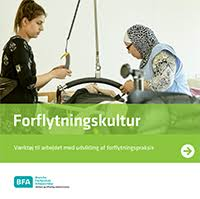 Forflytningskultur
Værktøj til arbejdet med udvikling af forflytningspraksis
BFA